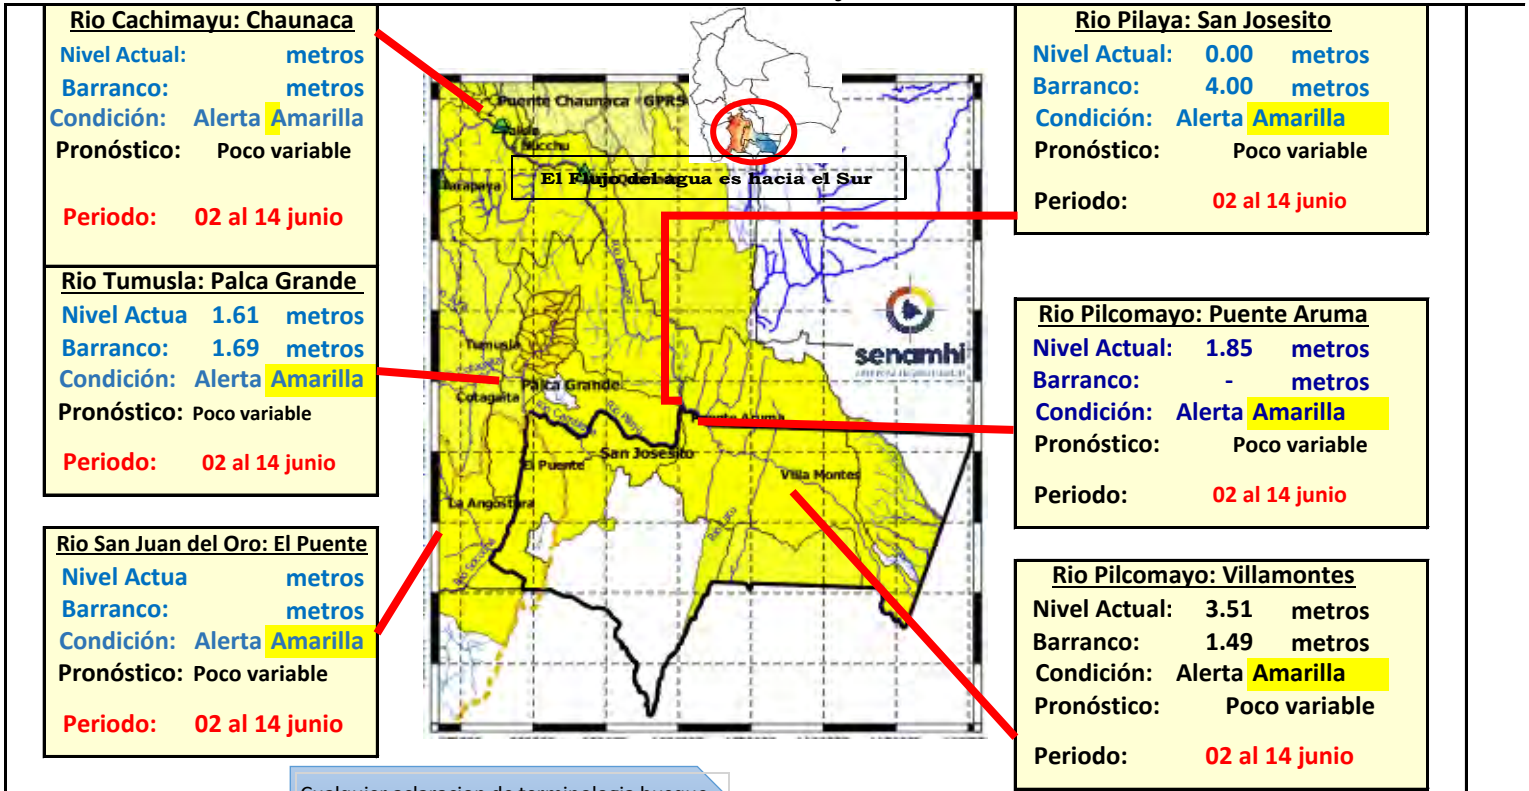 Rio Cachimayu: Chaunaca
Nivel Actual: metros
Barranco: metros
Condición: Alerta Amarilla
Pronóstico: Poco variable
Periodo: 02 al 14 junio
Rio Tumusla: Palca Grande
Nivel Actua 1.61 metros
Barranco: 1.69 metros
Condición: Alerta Amarilla
Pronóstico: Poco variable
Periodo: 02 al 14 junio
Rio San Juan del Oro: El Puente
Nivel Actua metros
Barranco: metros
Condición: Alerta Amarilla
Pronóstico: Poco variable
Periodo: 02 al 14 junio
Puente Chaunaca - GPRS
El Flujo del agua es hacia el Sur
Tarapaya
Tumusla
Palca Grande
Cotagaita
San Josesito
El Puente
Villa Montes
La Angostura
senamhi
Rio Pilaya: San Josesito
Nivel Actual: 0.00 metros
Barranco: 4.00 metros
Condición: Alerta Amarilla
Pronóstico: Poco variable
Periodo: 02 al 14 junio
Rio Pilcomayo: Puente Aruma
Nivel Actual: 1.85 metros
Barranco: - metros
Condición: Alerta Amarilla
Pronóstico: Poco variable
Periodo: 02 al 14 junio
Rio Pilcomayo: Villamontes
Nivel Actual: 3.51 metros
Barranco: 1.49 metros
Condición: Alerta Amarilla
Pronóstico: Poco variable
Periodo: 02 al 14 junio